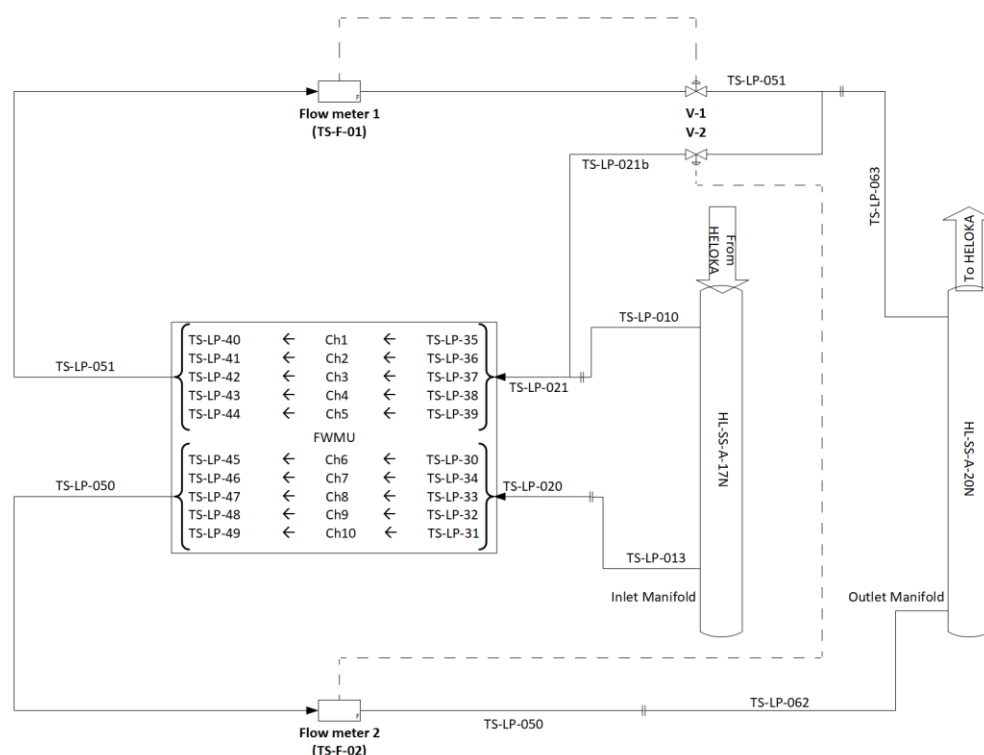 TS-LP-051
F
Flow meter 1
(TS-F-01)
V-1
V-2
TS-LP-021b
TS-LP-063
From
HELOKA
To HELOKA
TS-LP-010
TS-LP-40 ← Ch1 ← TS-LP-35
TS-LP-41 ← Ch2 ← TS-LP-36
TS-LP-42 ← Ch3 ← TS-LP-37
TS-LP-43 ← Ch4 ← TS-LP-38
TS-LP-44 ← Ch5 ← TS-LP-39
TS-LP-051
TS-LP-021
FWMU
TS-LP-45 ← Ch6 ← TS-LP-30
TS-LP-46 ← Ch7 ← TS-LP-34
TS-LP-47 ← Ch8 ← TS-LP-33
TS-LP-48 ← Ch9 ← TS-LP-32
TS-LP-49 ← Ch10 ← TS-LP-31
TS-LP-050
TS-LP-020
HL-SS-A-17N
HL-SS-A-20N
TS-LP-013
Inlet Manifold
Outlet Manifold
F
TS-LP-062
TS-LP-050
Flow meter 2
(TS-F-02)